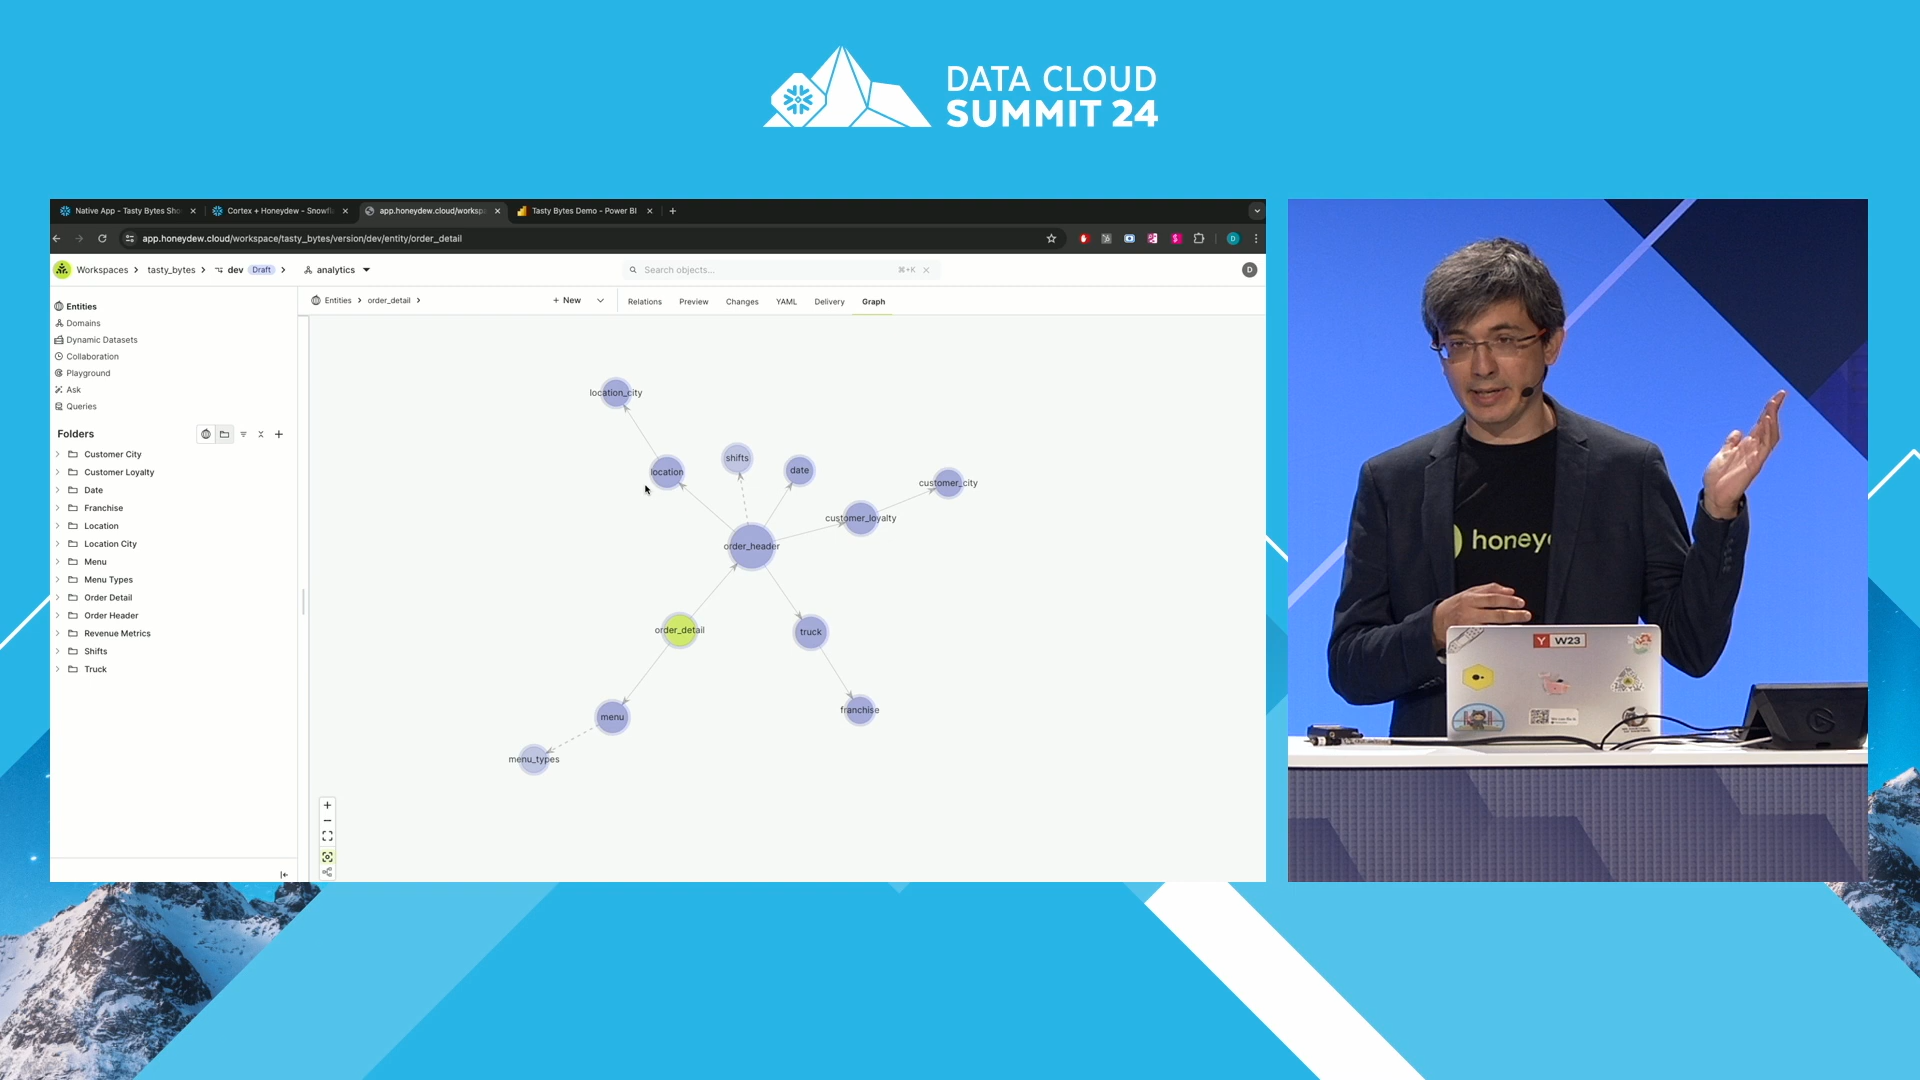 DATA CLOUD
SUMMIT 24
Native App - Tasty Bytes Sho
Cortex + Honeydew - Snowfl
app.honeydew.cloud/worksp
Tasty Bytes Demo - Power BI
app.honeydew.cloud/workspace/tasty_bytes/version/dev/entity/order_detail
Workspaces > tasty_bytes > dev Draft > analytics
Search objects...
⌘+K
D
Entities > order_detail >
+ New
Relations
Preview
Changes
YAML
Delivery
Graph
Entities
Domains
Dynamic Datasets
Collaboration
Playground
Ask
Queries
Folders
Customer City
Customer Loyalty
Date
Franchise
Location
Location City
Menu
Menu Types
Order Detail
Order Header
Revenue Metrics
Shifts
Truck
location_city
shifts
date
location
customer_city
customer_loyalty
order_header
order_detail
truck
franchise
menu
menu_types
honey
Y W23